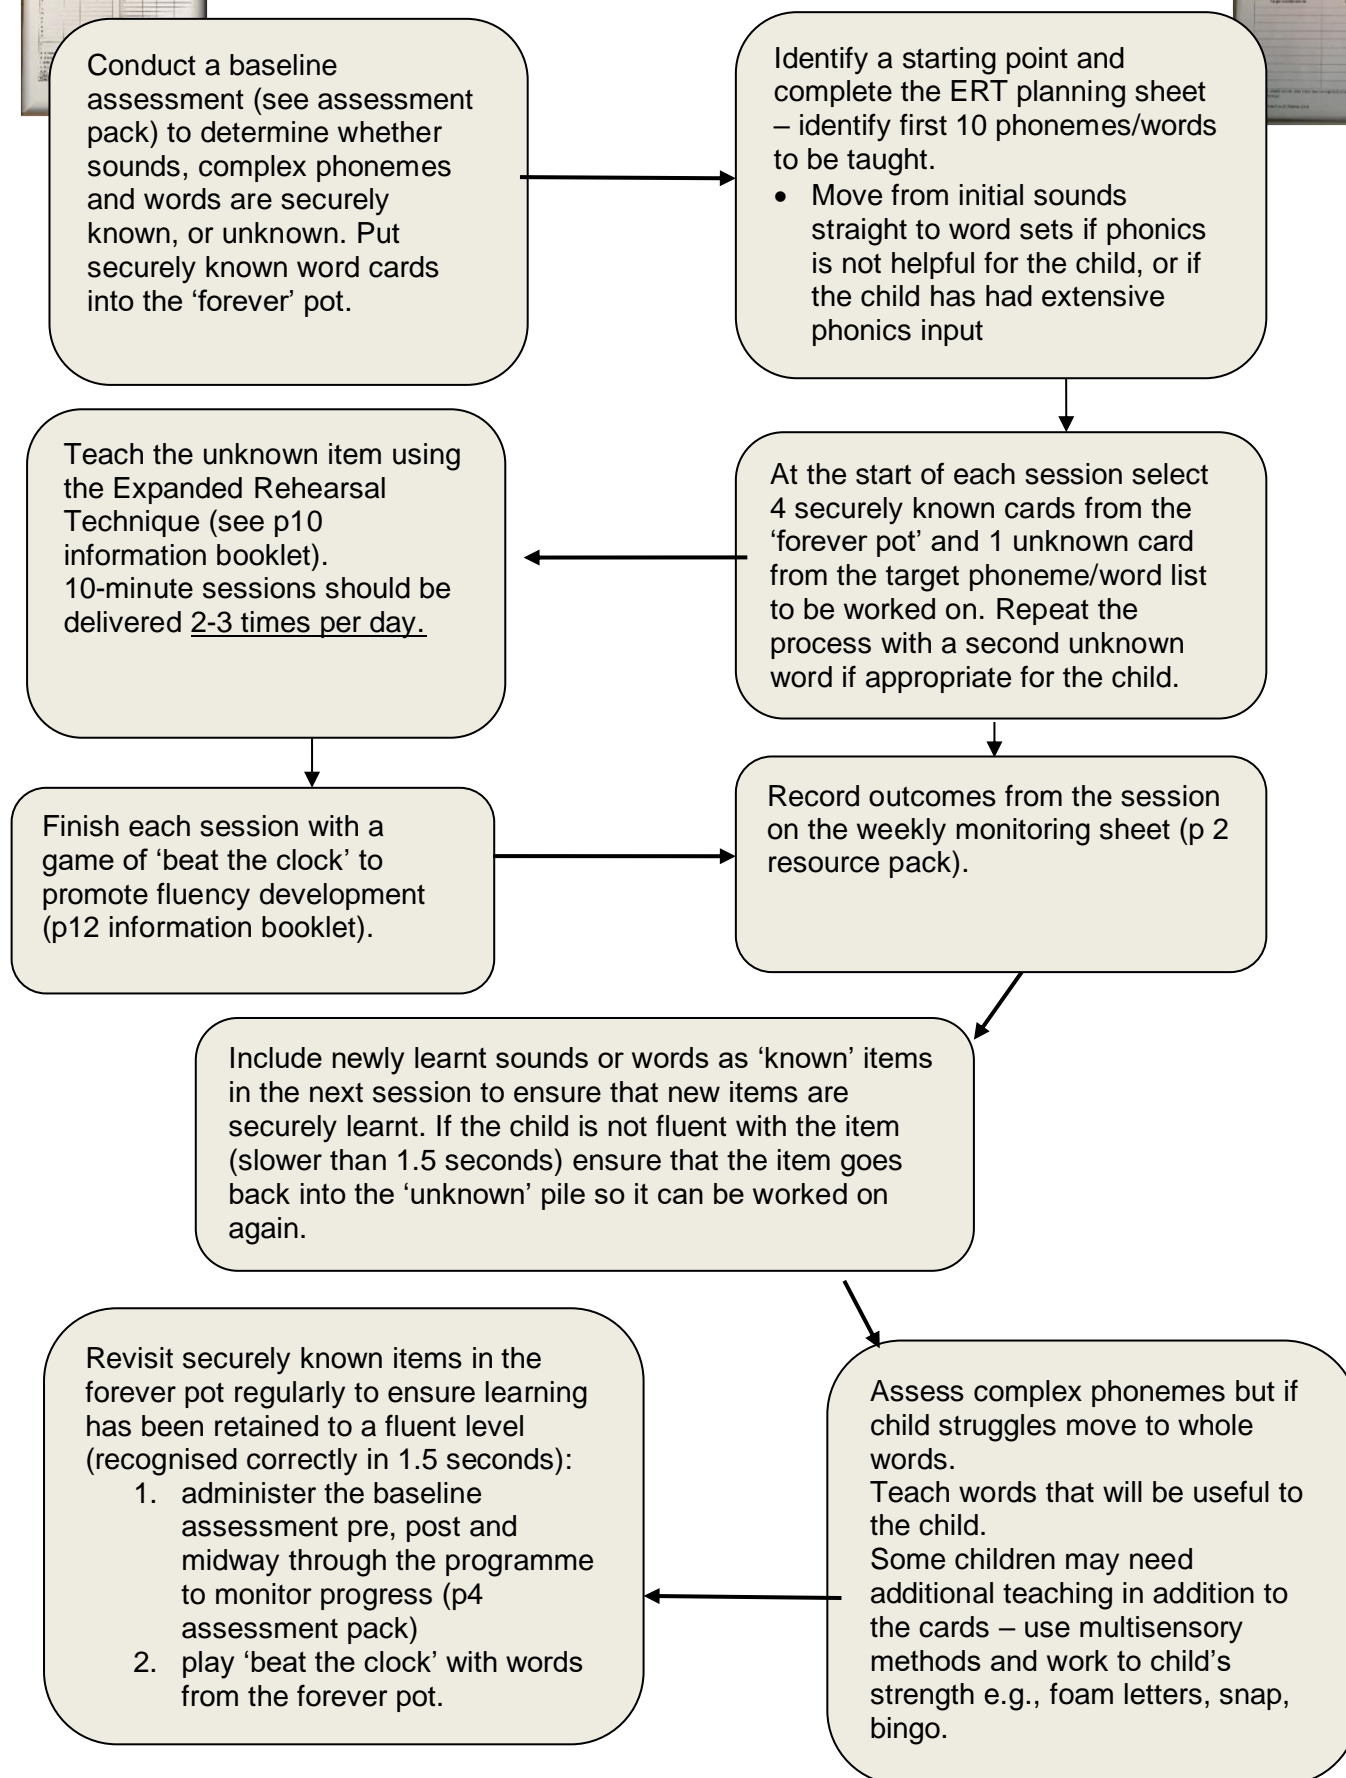 Conduct a baseline
assessment (see assessment
pack) to determine whether
sounds, complex phonemes
and words are securely
known, or unknown. Put
securely known word cards
into the ‘forever’ pot.
Identify a starting point and
complete the ERT planning sheet
– identify first 10 phonemes/words
to be taught.
• Move from initial sounds
straight to word sets if phonics
is not helpful for the child, or if
the child has had extensive
phonics input
At the start of each session select
4 securely known cards from the
‘forever pot’ and 1 unknown card
from the target phoneme/word list
to be worked on. Repeat the
process with a second unknown
word if appropriate for the child.
Teach the unknown item using
the Expanded Rehearsal
Technique (see p10
information booklet).
10-minute sessions should be
delivered 2-3 times per day.
Finish each session with a
game of ‘beat the clock’ to
promote fluency development
(p12 information booklet).
Record outcomes from the session
on the weekly monitoring sheet (p 2
resource pack).
Include newly learnt sounds or words as ‘known’ items
in the next session to ensure that new items are
securely learnt. If the child is not fluent with the item
(slower than 1.5 seconds) ensure that the item goes
back into the ‘unknown’ pile so it can be worked on
again.
Assess complex phonemes but if
child struggles move to whole
words.
Teach words that will be useful to
the child.
Some children may need
additional teaching in addition to
the cards – use multisensory
methods and work to child’s
strength e.g., foam letters, snap,
bingo.
Revisit securely known items in the
forever pot regularly to ensure learning
has been retained to a fluent level
(recognised correctly in 1.5 seconds):
1. administer the baseline
assessment pre, post and
midway through the programme
to monitor progress (p4
assessment pack)
2. play ‘beat the clock’ with words
from the forever pot.